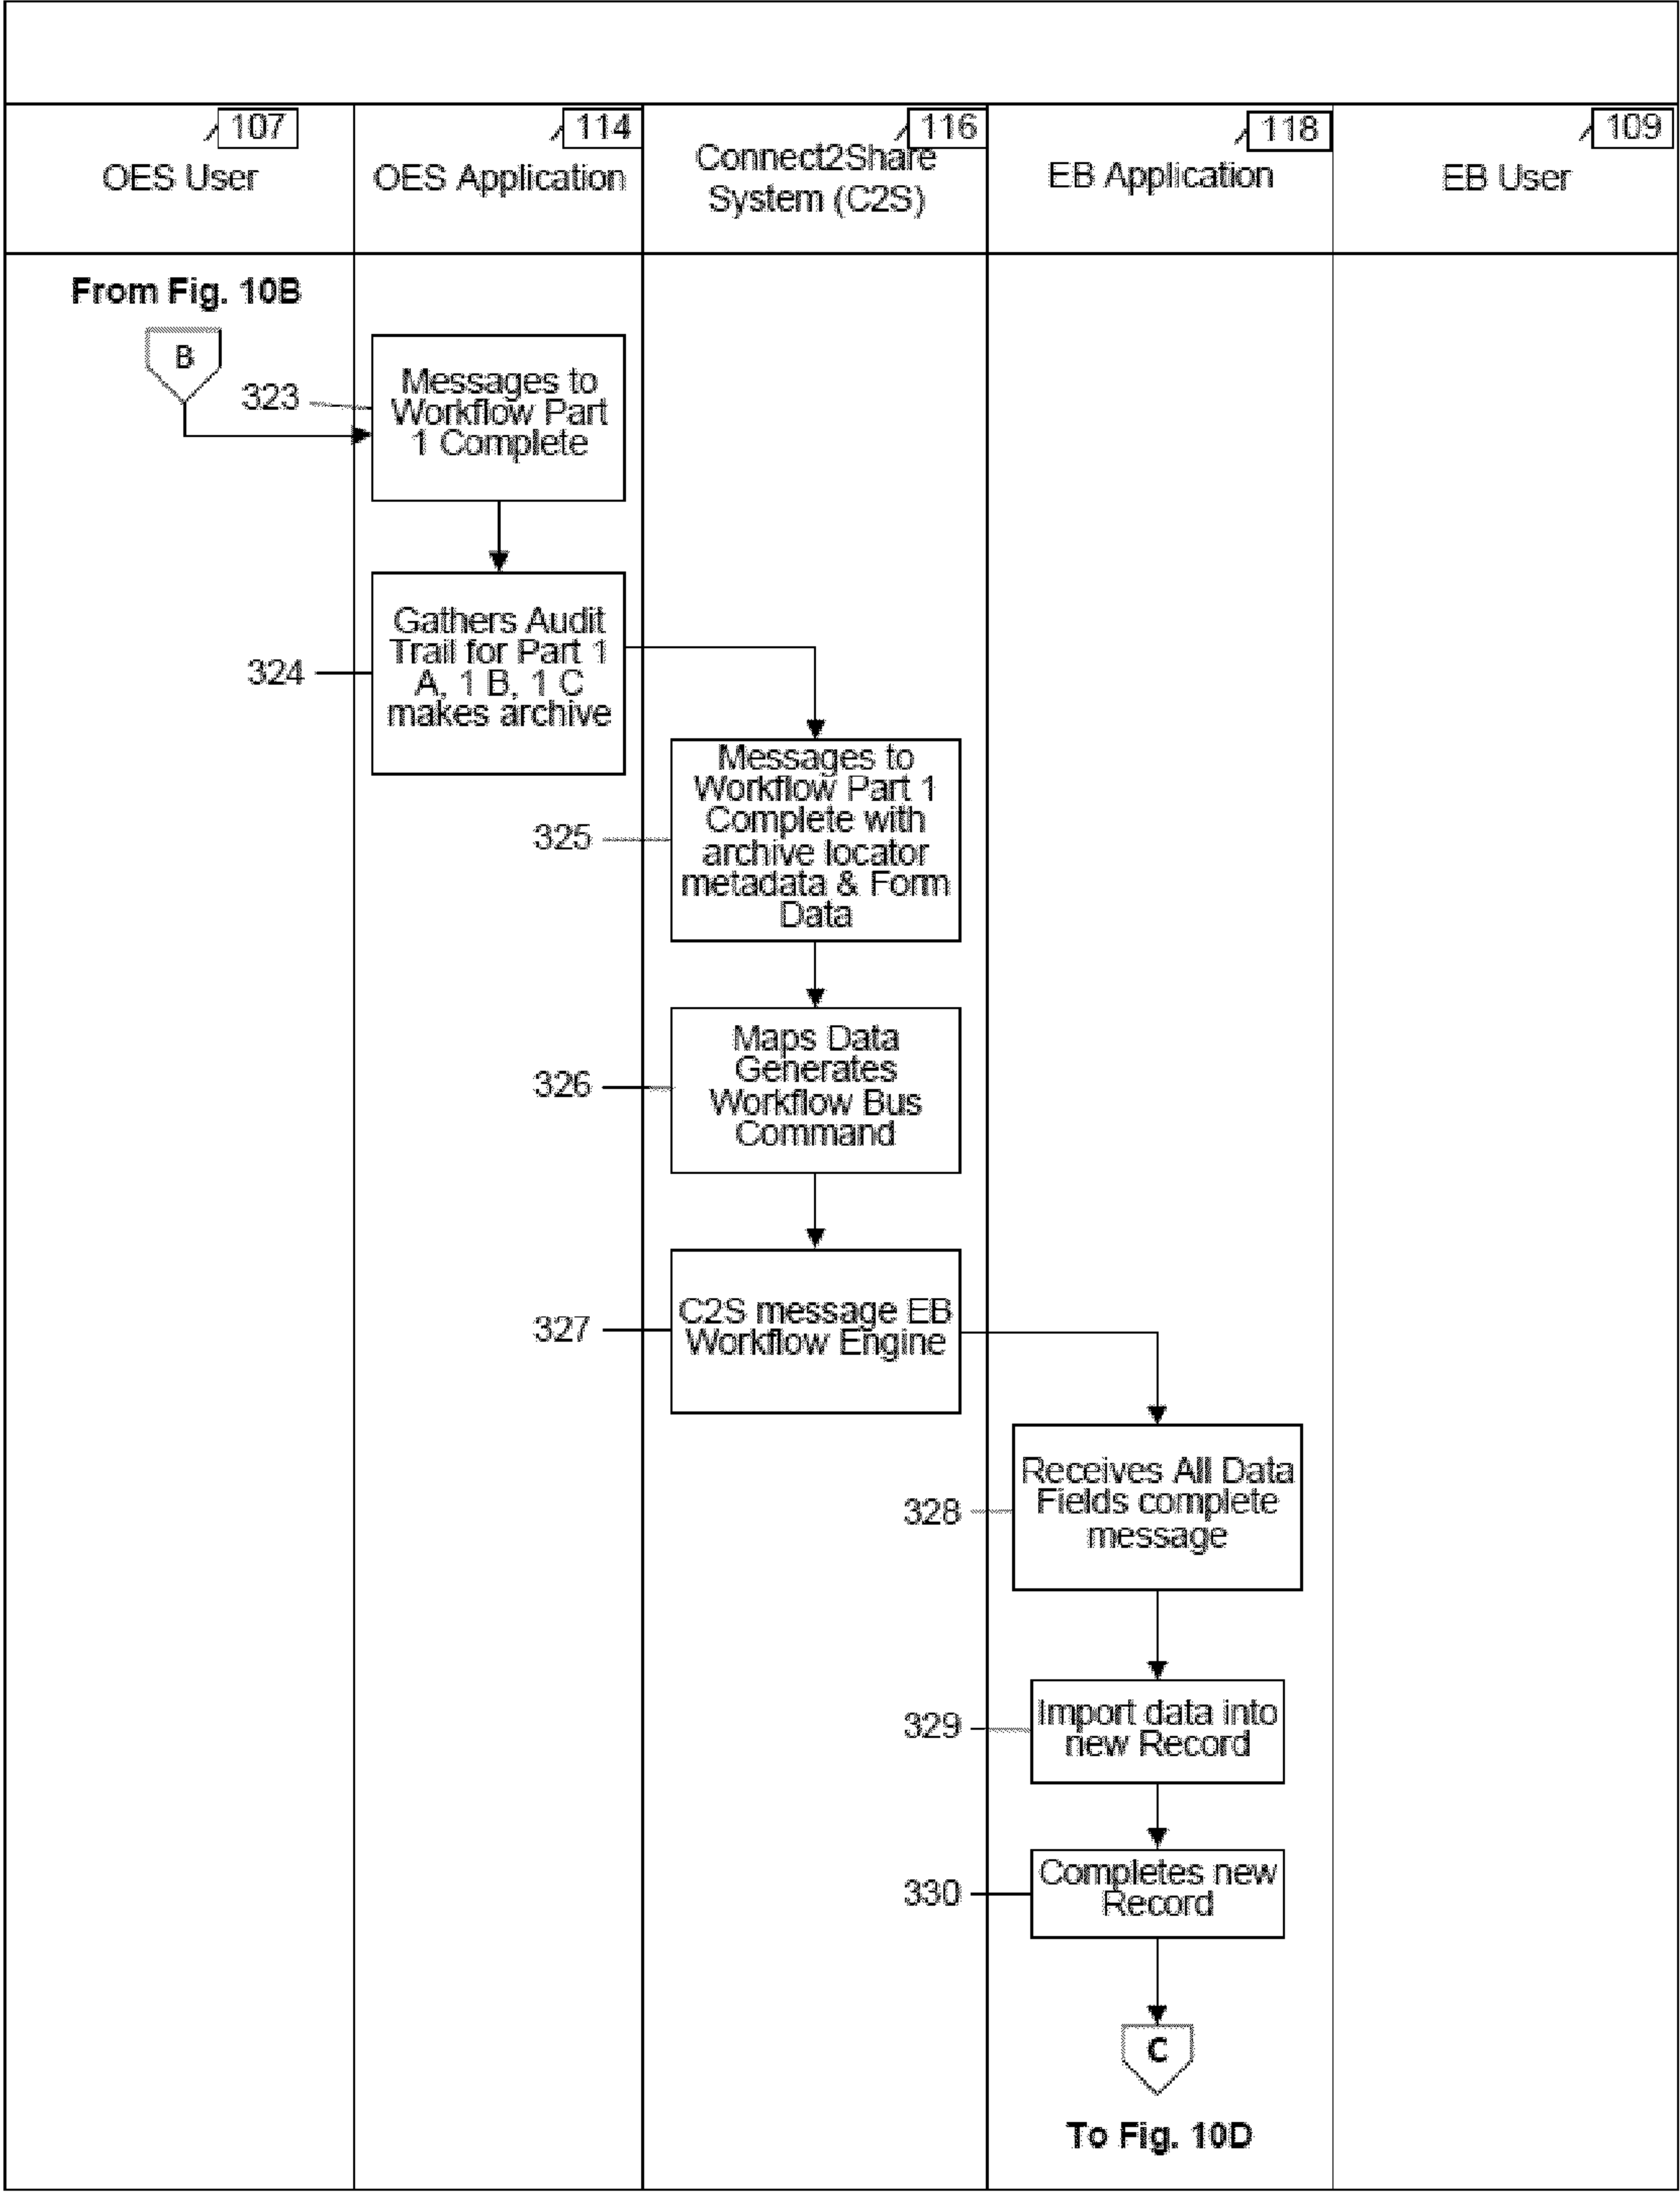 107
OES User
114
OES Application
116
Connect2Share
System (C2S)
118
EB Application
109
EB User
From Fig. 10B
B
323
Messages to
Workflow Part
1 Complete
324
Gathers Audit
Trail for Part 1
A, 1 B, 1 C
makes archive
325
Messages to
Workflow Part 1
Complete with
archive locator
metadata & Form
Data
326
Maps Data
Generates
Workflow Bus
Command
327
C2S message EB
Workflow Engine
328
Receives All Data
Fields complete
message
329
Import data into
new Record
330
Completes new
Record
C
To Fig. 10D